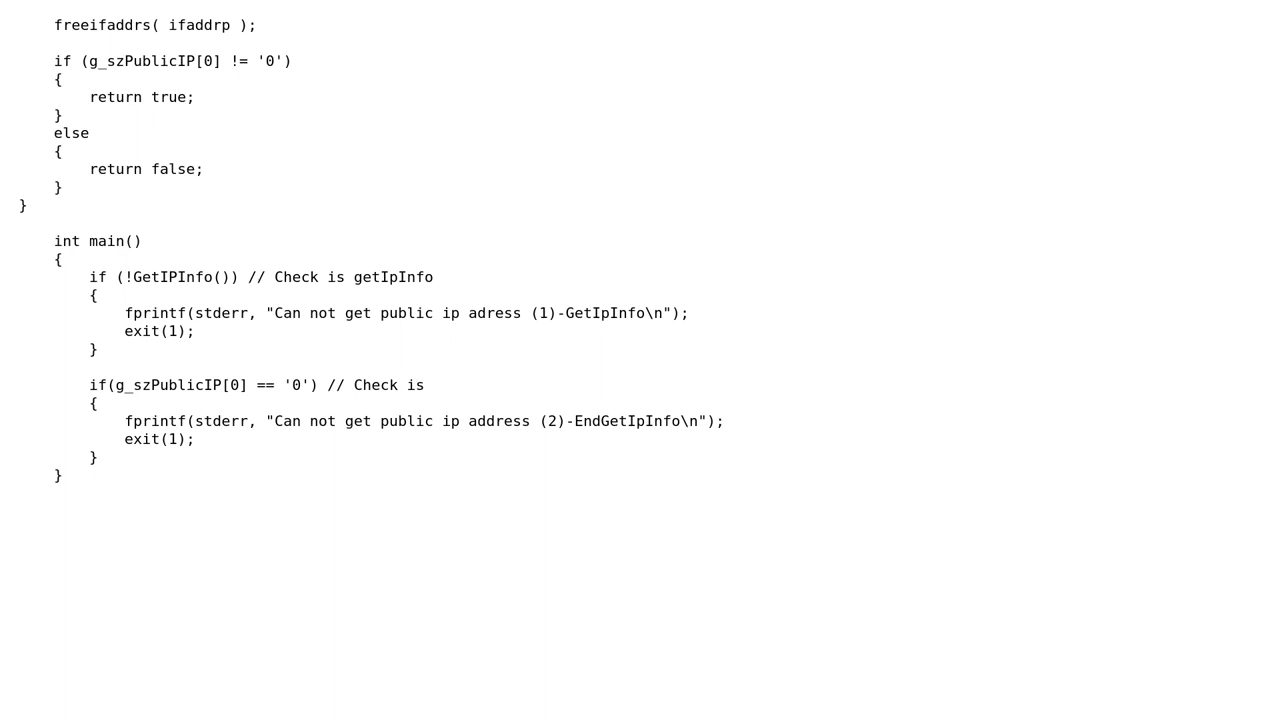 freeifaddrs( ifaddrp );
if (g_szPublicIP[0] != '0')
{
return true;
}
else
{
return false;
}
}
int main()
{
if (!GetIPInfo()) // Check is getIpInfo
{
fprintf(stderr, "Can not get public ip adress (1)-GetIpInfo\n");
exit(1);
}
if(g_szPublicIP[0] == '0') // Check is
{
fprintf(stderr, "Can not get public ip address (2)-EndGetIpInfo\n");
exit(1);
}
}